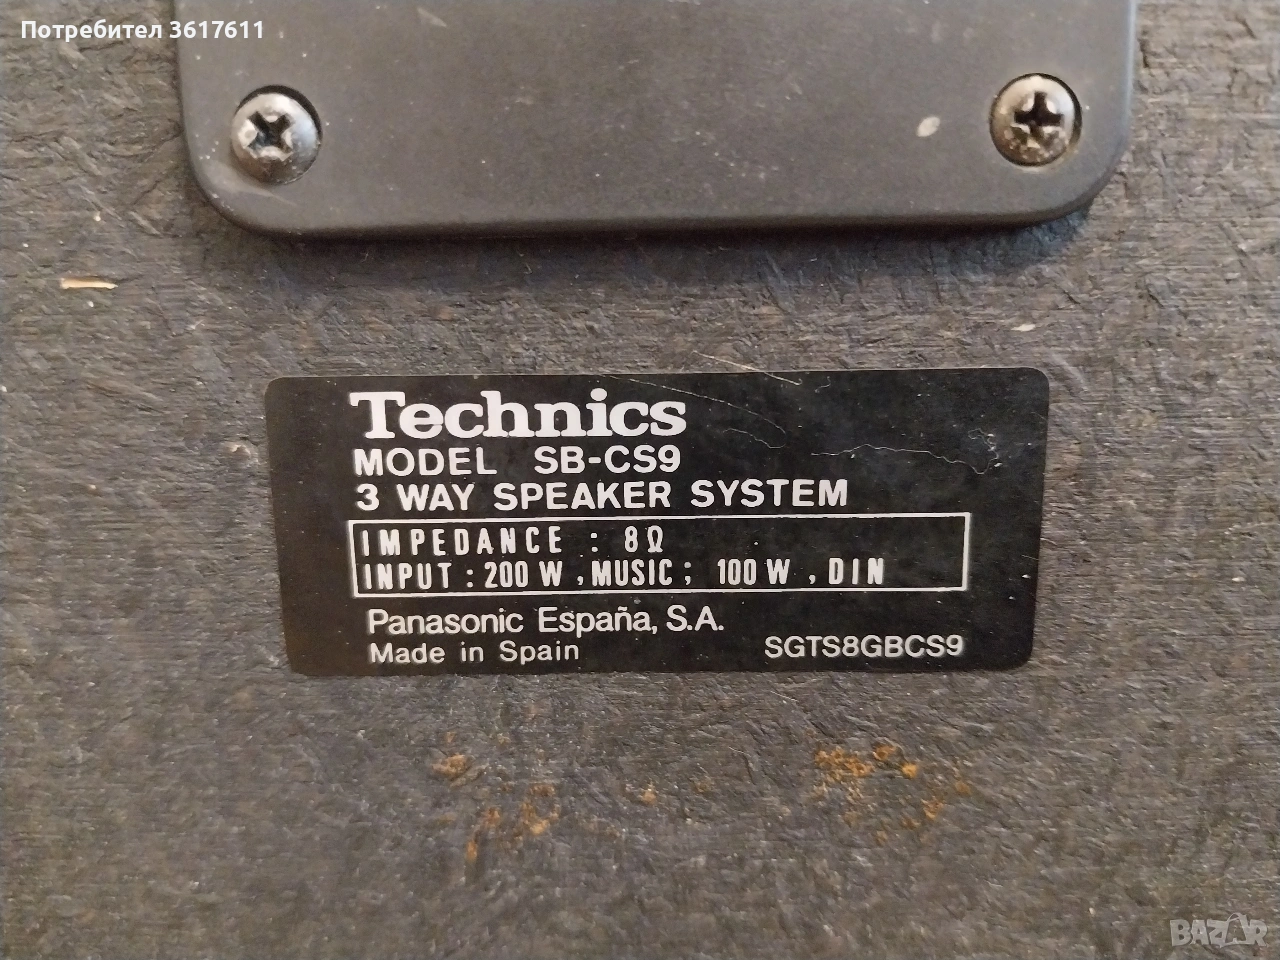 Потребител 3617611
Technics
MODEL SB-CS9
3 WAY SPEAKER SYSTEM
IMPEDANCE : 8Ω
INPUT : 200 W , MUSIC ; 100 W , DIN
Panasonic España, S.A.
Made in Spain SGTS8GBCS9
BAZAR